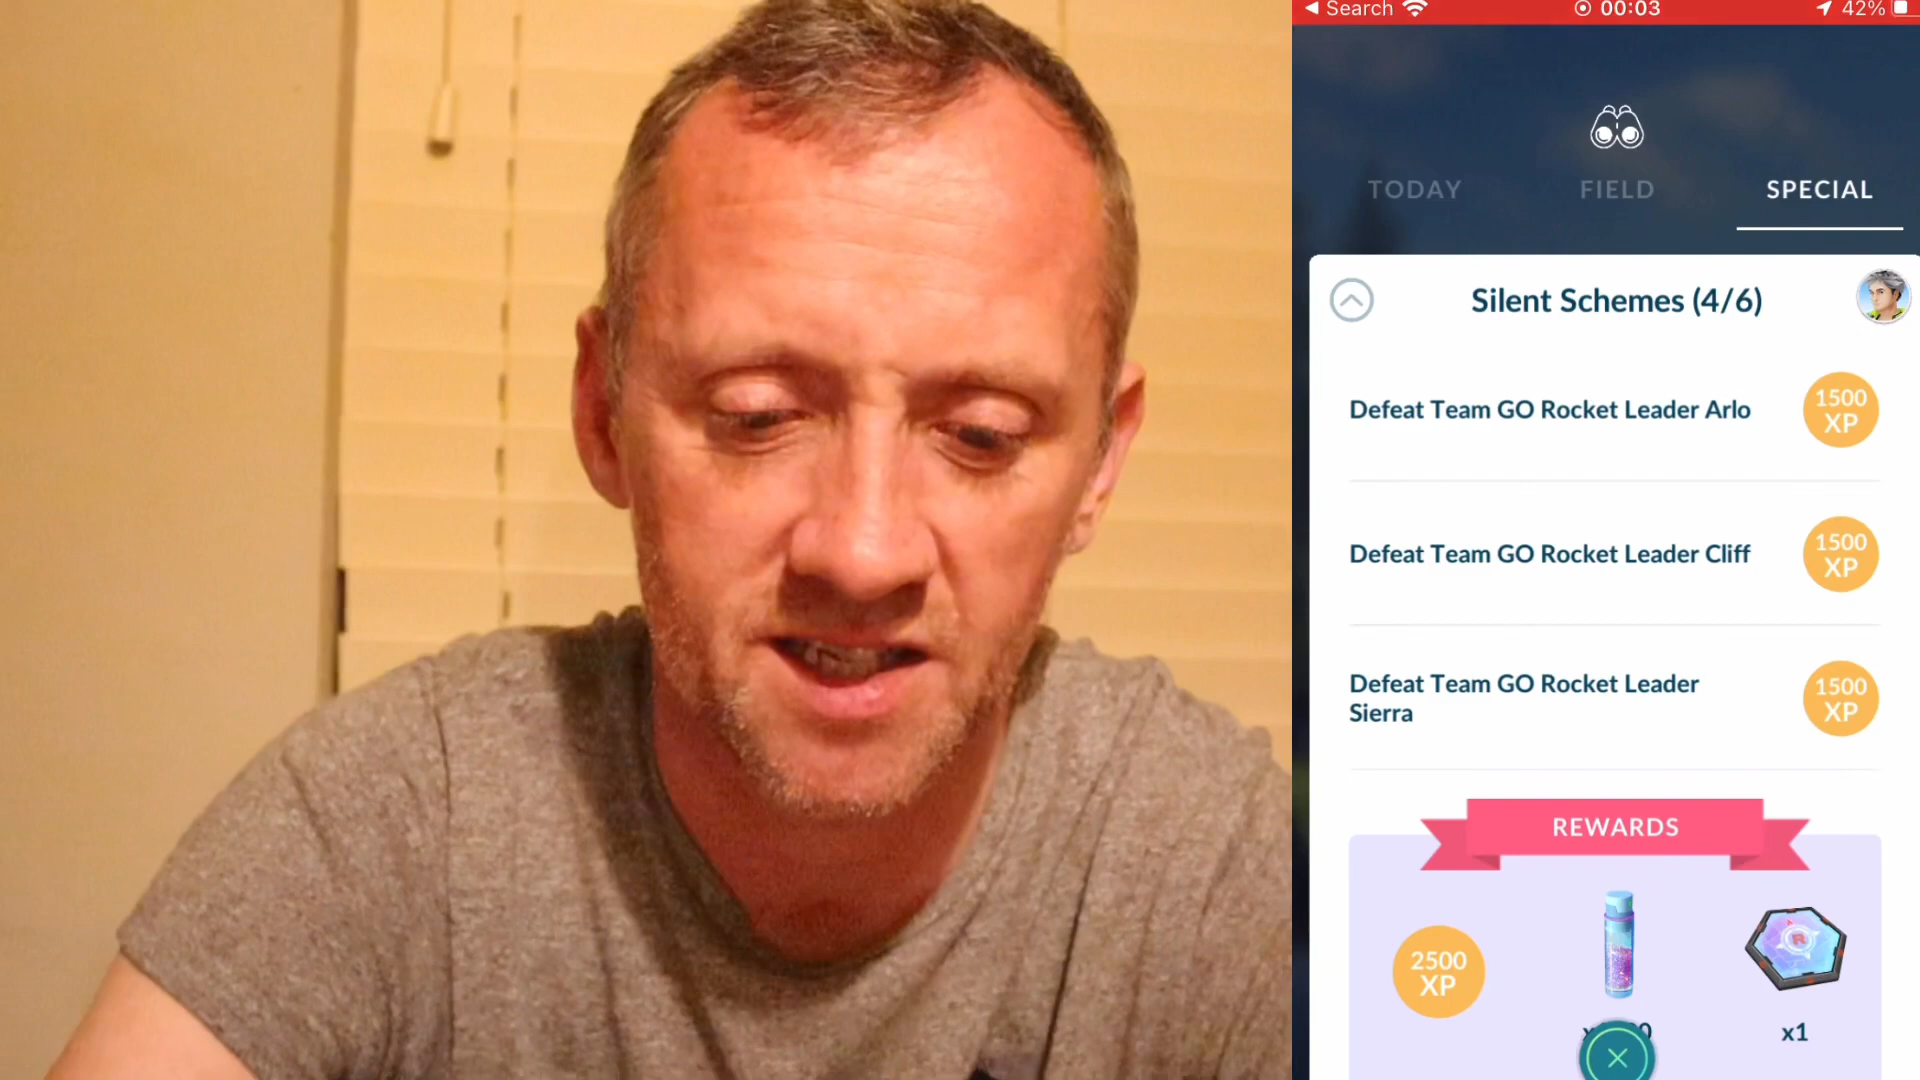 Search
00:03
42%
TODAY
FIELD
SPECIAL
Silent Schemes (4/6)
Defeat Team GO Rocket Leader Arlo
1500
XP
Defeat Team GO Rocket Leader Cliff
1500
XP
Defeat Team GO Rocket Leader
Sierra
1500
XP
REWARDS
2500
XP
R
x1